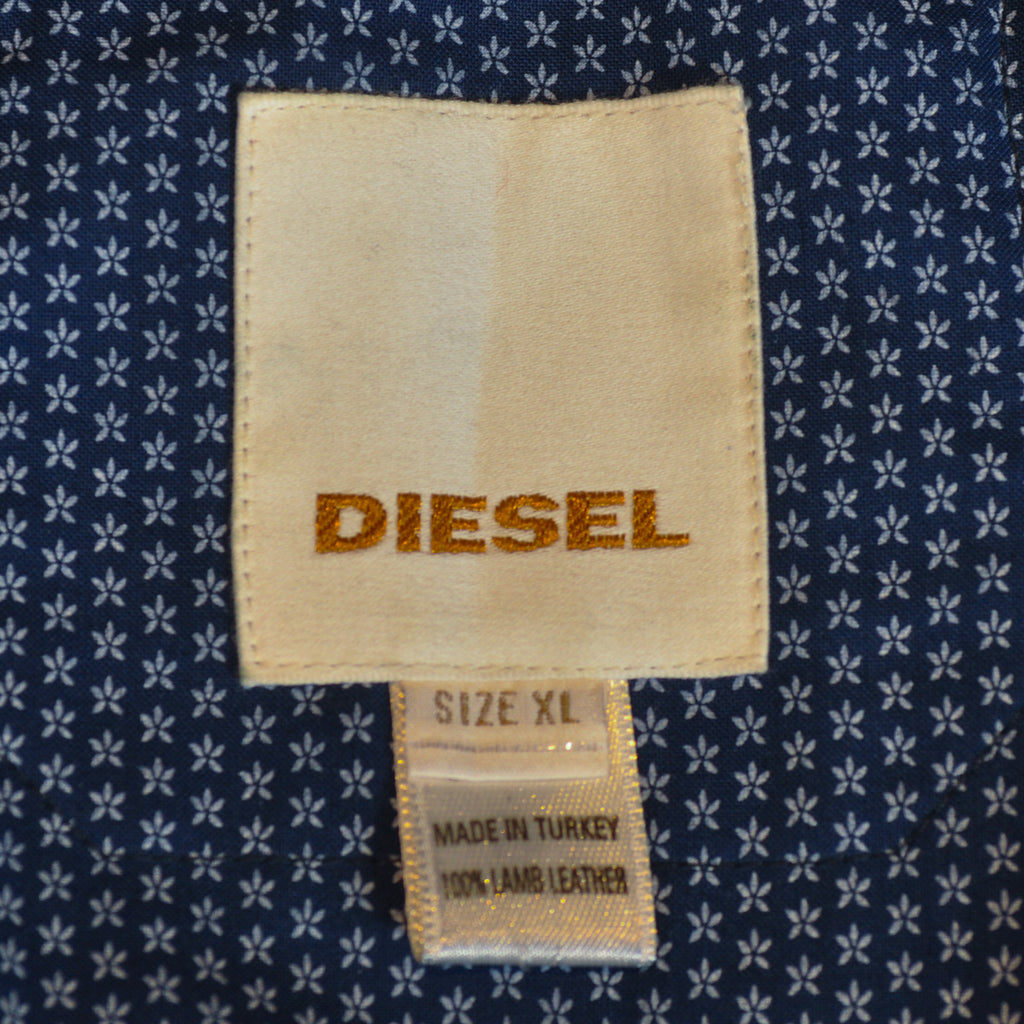 DIESEL
SIZE XL
MADE IN TURKEY
100% LAMB LEATHER